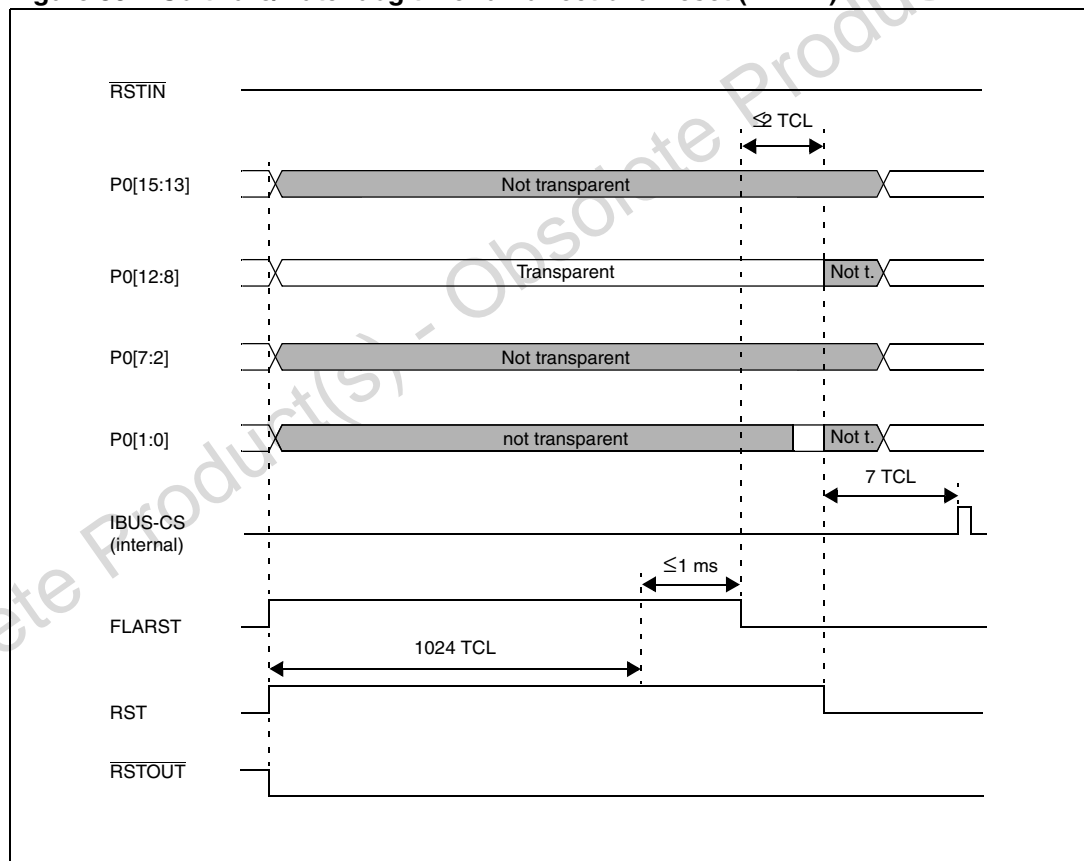 RSTIN
≤2 TCL
P0[15:13]
Not transparent
P0[12:8]
Transparent
Not t.
P0[7:2]
Not transparent
P0[1:0]
not transparent
Not t.
7 TCL
IBUS-CS
(internal)
≤1 ms
FLARST
1024 TCL
RST
RSTOUT
ete Product(s) - Obsolete Produc